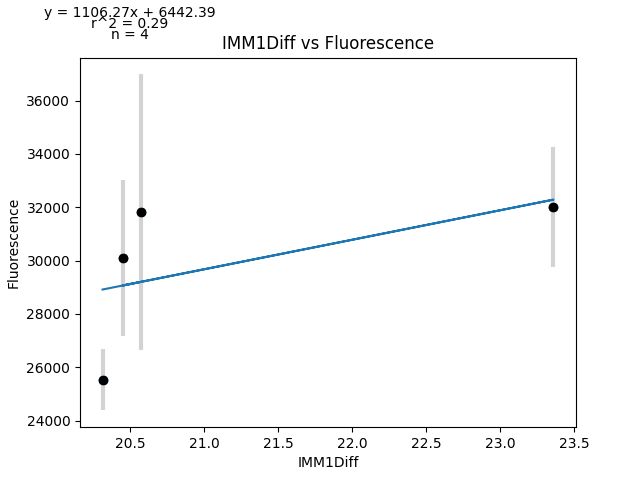 y = 1106.27x + 6442.39
r^2 = 0.29
n = 4
IMM1Diff vs Fluorescence
36000
34000
32000
30000
28000
26000
24000
Fluorescence
20.5 21.0 21.5 22.0 22.5 23.0 23.5
IMM1Diff